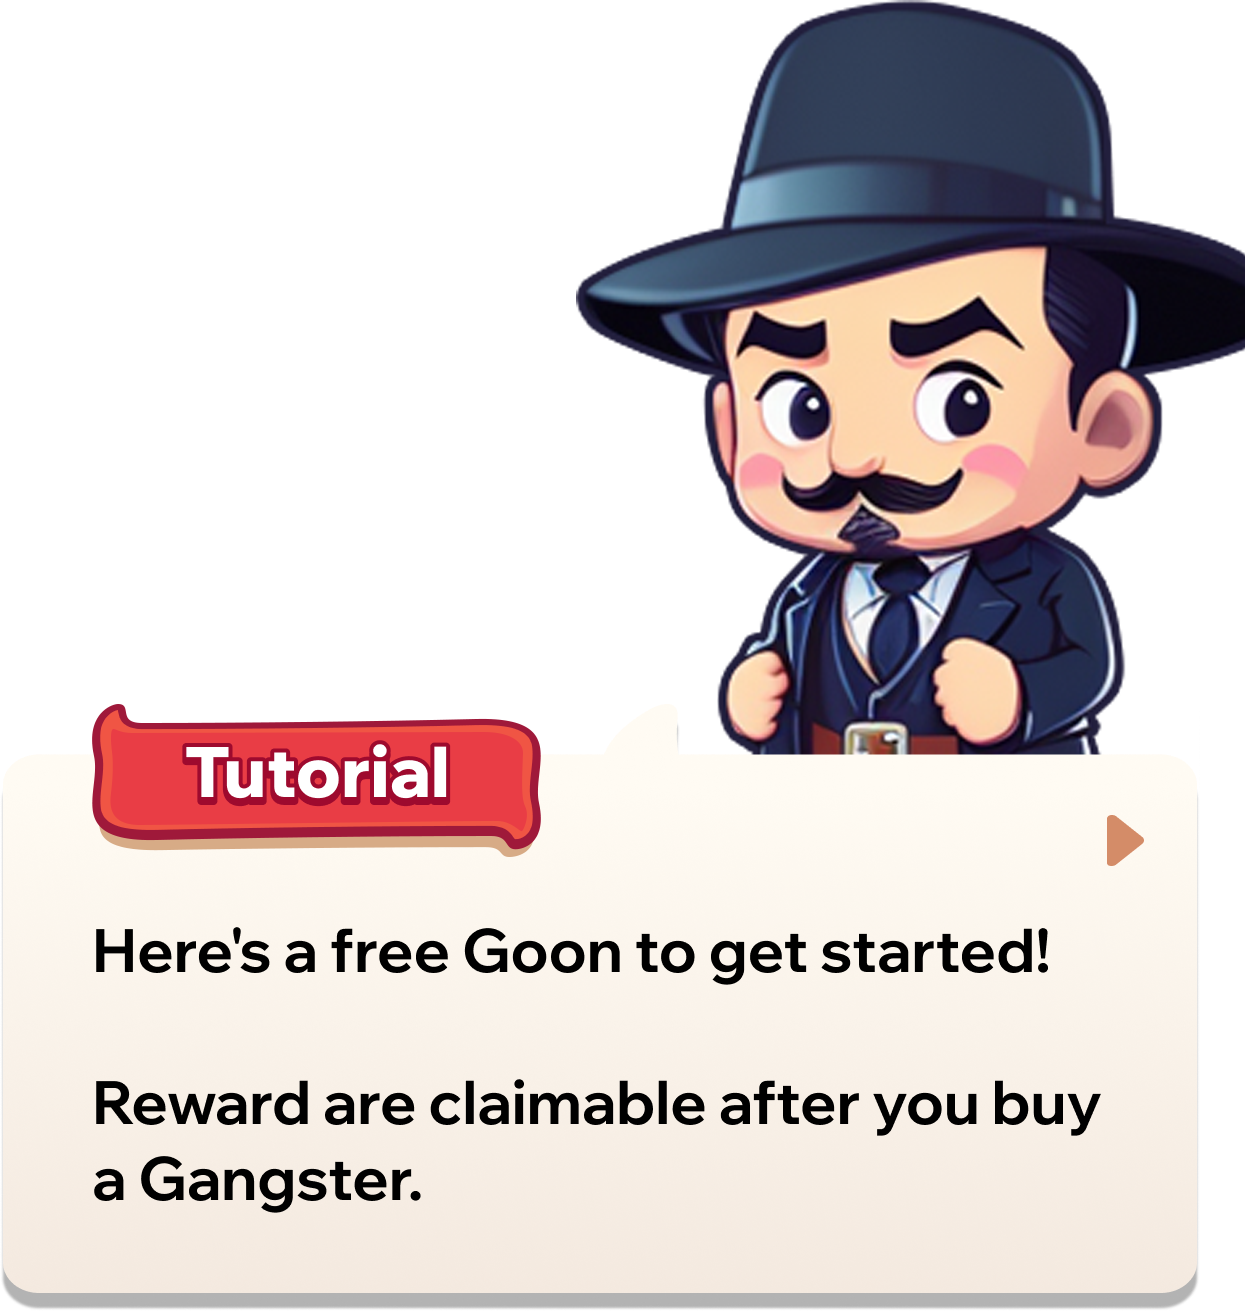 Tutorial
Here's a free Goon to get started!
Reward are claimable after you buy
a Gangster.